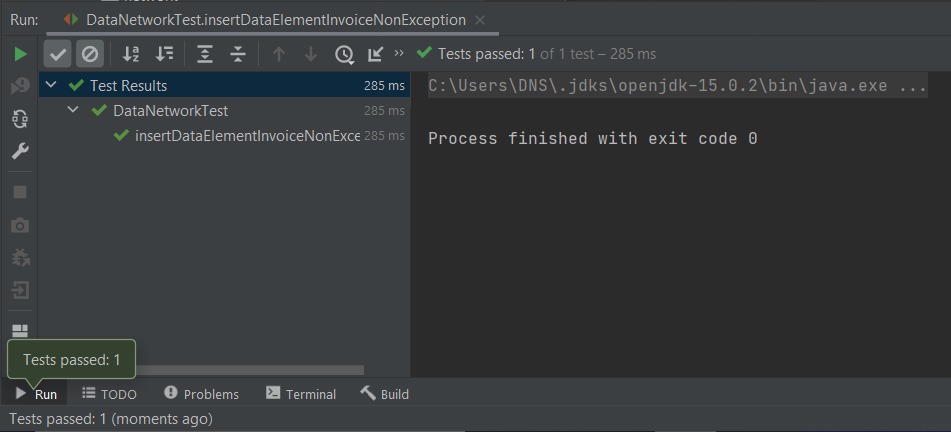 Run: DataNetworkTest.insertDataElementInvoiceNonException
Tests passed: 1 of 1 test – 285 ms
Test Results 285 ms
DataNetworkTest 285 ms
insertDataElementInvoiceNonExce 285 ms
C:\Users\DNS\.jdks\openjdk-15.0.2\bin\java.exe ...
Process finished with exit code 0
Tests passed: 1
Run TODO Problems Terminal Build
Tests passed: 1 (moments ago)